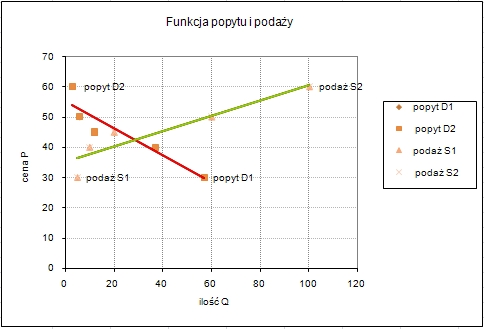 Funkcja popytu i podaży
70
60
50
40
30
20
10
0
cena P
popyt D2
podaż S2
podaż S1
popyt D1
0
20
40
60
80
100
120
ilość Q
popyt D1
popyt D2
podaż S1
podaż S2